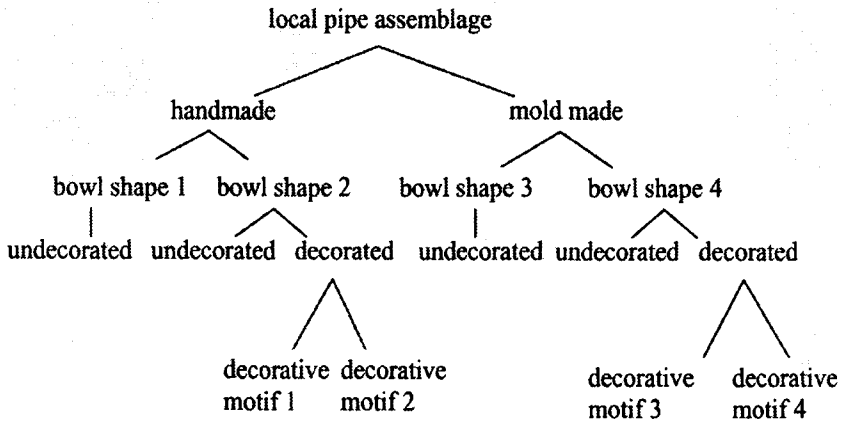 local pipe assemblage
handmade mold made
bowl shape 1 bowl shape 2 bowl shape 3 bowl shape 4
undecorated undecorated decorated undecorated undecorated decorated
decorative decorative decorative decorative
motif 1 motif 2 motif 3 motif 4